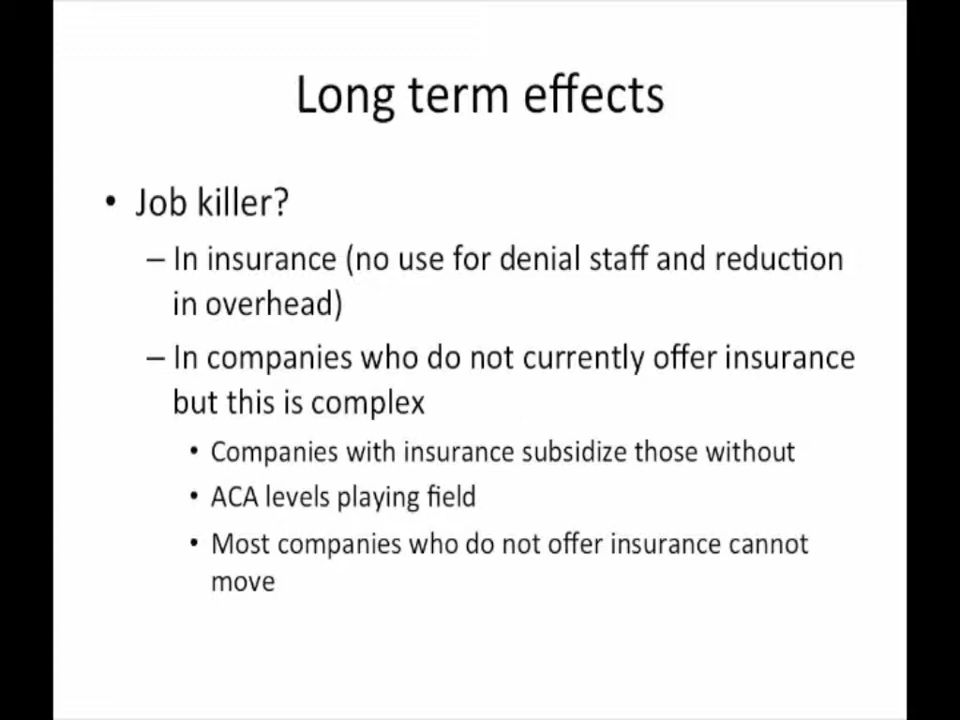 Long term effects
• Job killer?
– In insurance (no use for denial staff and reduction
in overhead)
– In companies who do not currently offer insurance
but this is complex
• Companies with insurance subsidize those without
• ACA levels playing field
• Most companies who do not offer insurance cannot
move